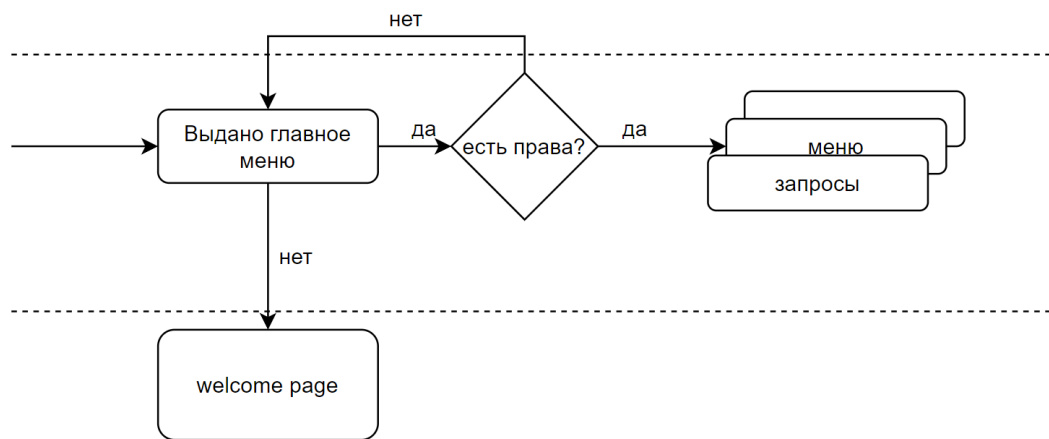 нет
Выдано главное
меню
да
есть права?
да
меню
запросы
нет
welcome page